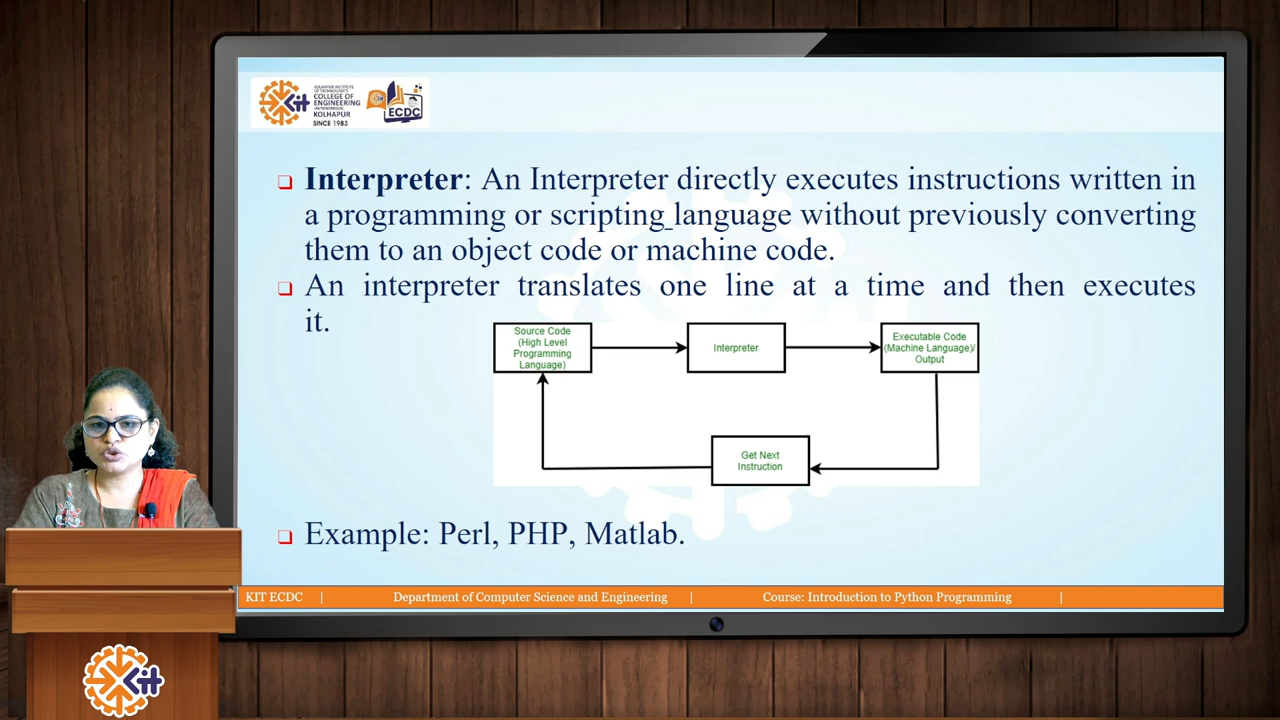 KOLHAPUR INSTITUTE
OF TECHNOLOGY'S
COLLEGE OF
ENGINEERING
(AUTONOMOUS),
KOLHAPUR
SINCE 1983
Kit
ECDC
Interpreter: An Interpreter directly executes instructions written in
a programming or scripting language without previously converting
them to an object code or machine code.
An interpreter translates one line at a time and then executes
it.
Source Code
(High Level
Programming
Language)
Interpreter
Executable Code
(Machine Language)/
Output
Get Next
Instruction
Example: Perl, PHP, Matlab.
KIT ECDC | Department of Computer Science and Engineering | Course: Introduction to Python Programming |
Kit